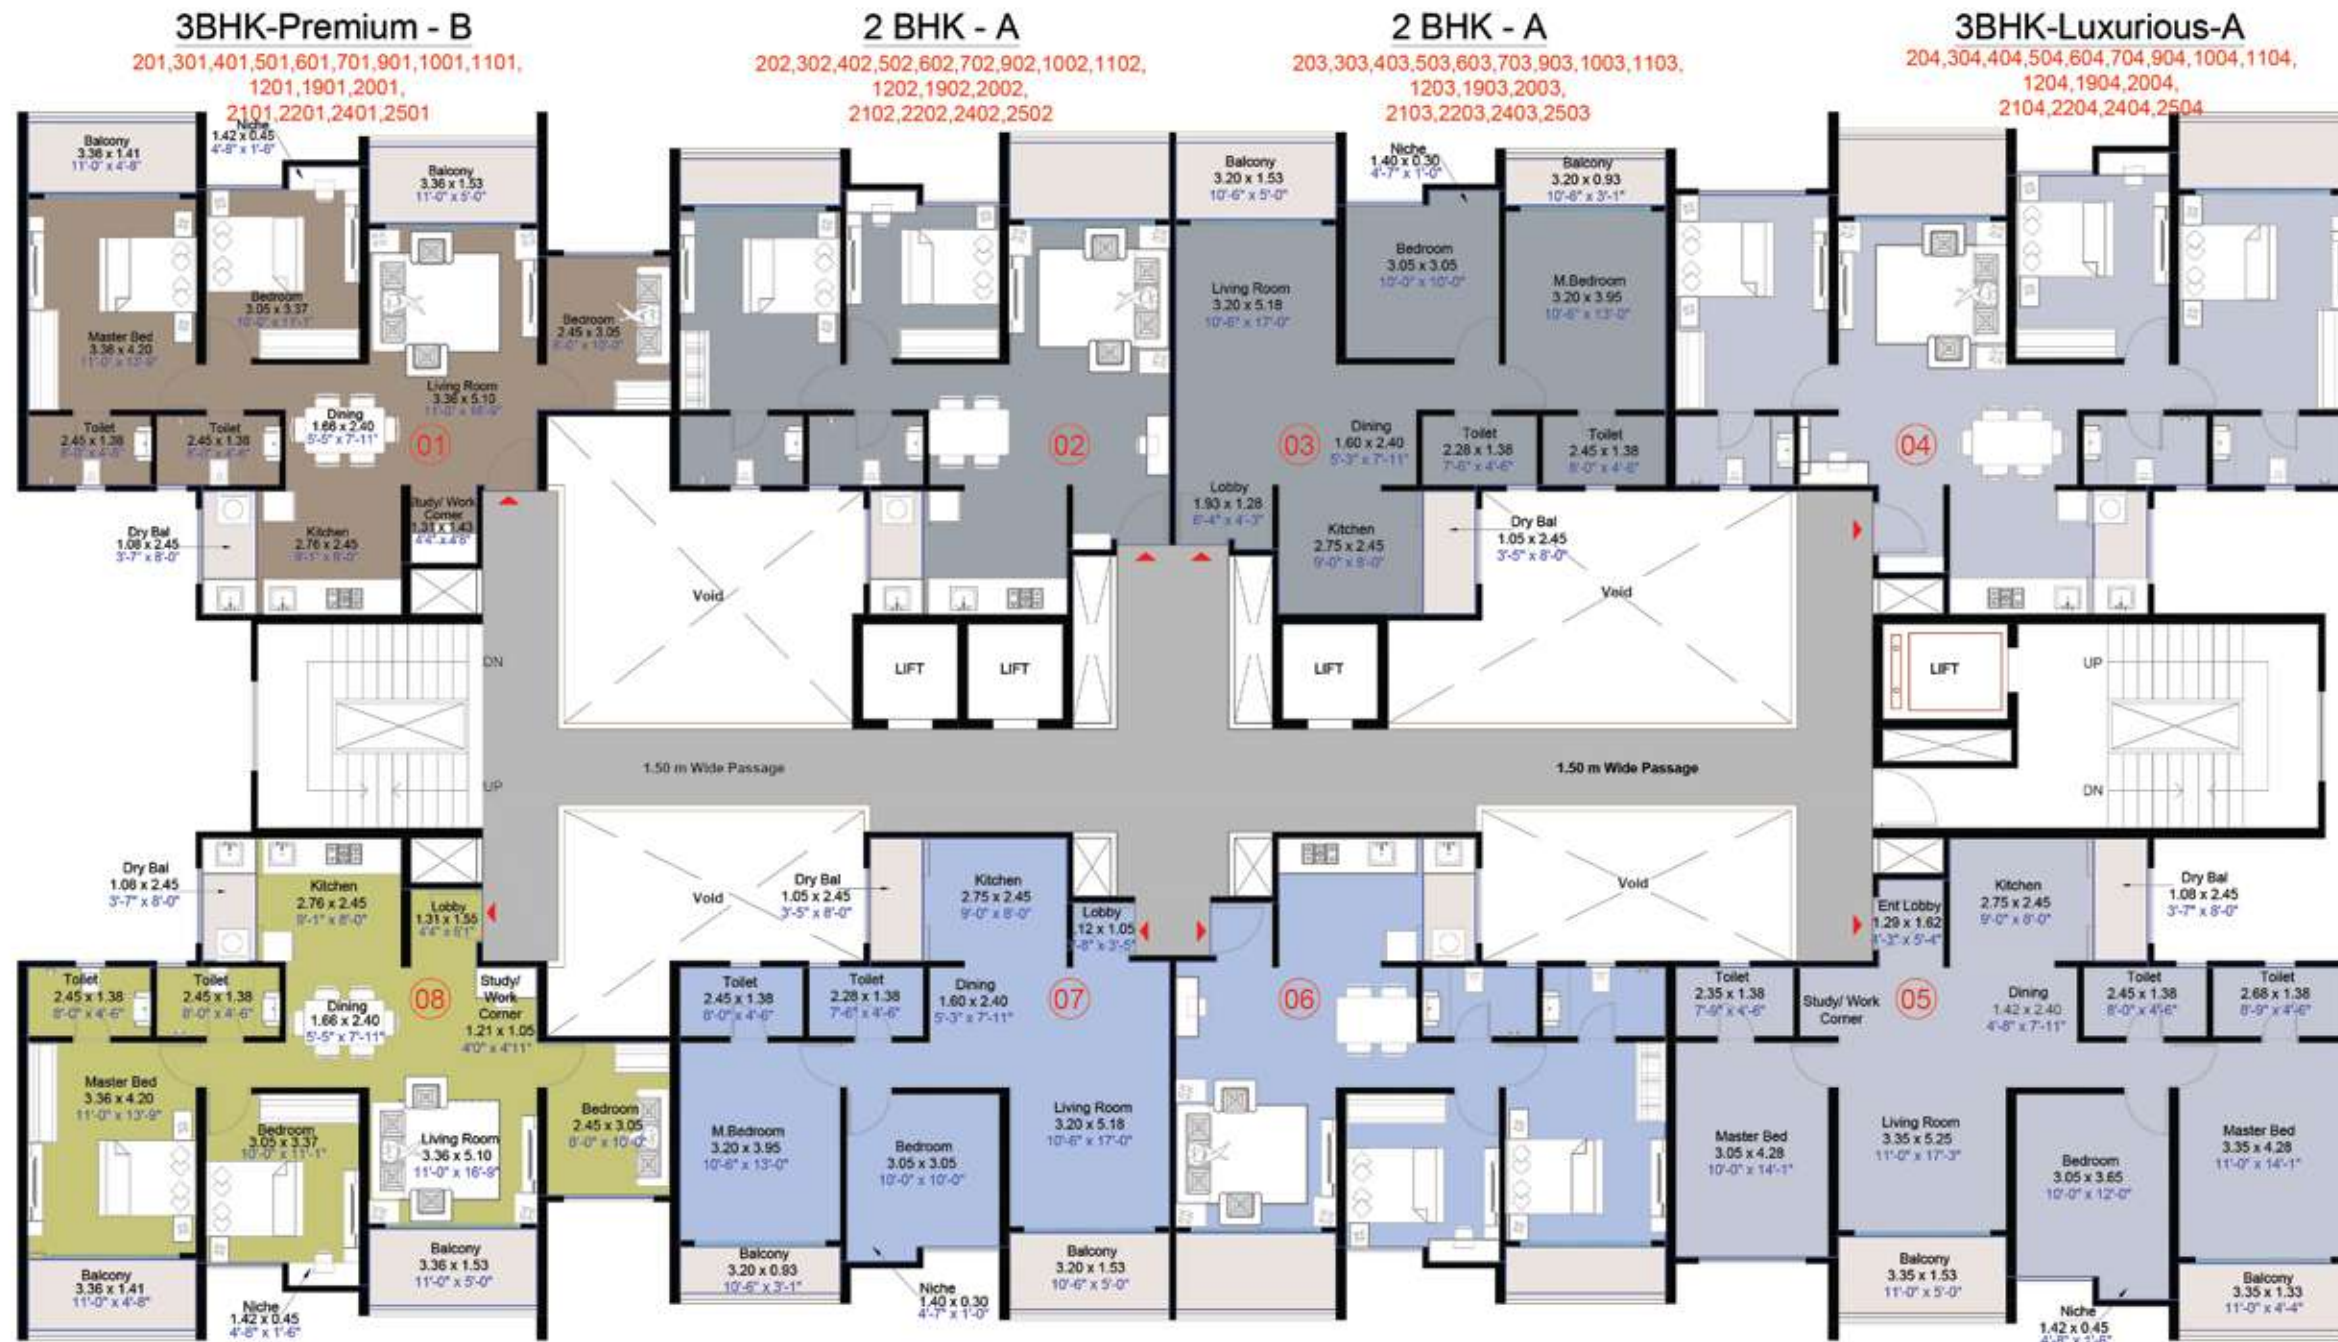 3BHK-Premium - B
201,301,401,501,601,701,901,1001,1101,
1201,1901,2001,
2101,2201,2401,2501
2 BHK - A
202,302,402,502,602,702,902,1002,1102,
1202,1902,2002,
2102,2202,2402,2502
2 BHK - A
203,303,403,503,603,703,903,1003,1103,
1203,1903,2003,
2103,2203,2403,2503
3BHK-Luxurious-A
204,304,404,504,604,704,904,1004,1104,
1204,1904,2004,
2104,2204,2404,2504
Balcony
3.36 x 1.41
11'-0" x 4'-8"
Niche
1.42 x 0.45
4'-8" x 1'-6"
Balcony
3.36 x 1.53
11'-0" x 5'-0"
Master Bed
3.36 x 4.20
11'-0" x 13'-9"
Bedroom
3.05 x 3.37
10'-0" x 11'-1"
Living Room
3.36 x 5.10
11'-0" x 16'-9"
Bedroom
2.45 x 3.05
8'-0" x 10'-0"
Toilet
2.45 x 1.38
8'-0" x 4'-6"
Toilet
2.45 x 1.38
8'-0" x 4'-6"
Dining
1.66 x 2.40
5'-5" x 7'-11"
01
Dry Bal
1.08 x 2.45
3'-7" x 8'-0"
Kitchen
2.76 x 2.45
9'-1" x 8'-0"
Study/ Work
Corner
1.31 x 1.43
4'4" x 4'8"
02
Balcony
3.20 x 1.53
10'-6" x 5'-0"
Niche
1.40 x 0.30
4'-7" x 1'-0"
Balcony
3.20 x 0.93
10'-6" x 3'-1"
Living Room
3.20 x 5.18
10'-6" x 17'-0"
Bedroom
3.05 x 3.05
10'-0" x 10'-0"
M.Bedroom
3.20 x 3.95
10'-6" x 13'-0"
03
Dining
1.60 x 2.40
5'-3" x 7'-11"
Toilet
2.28 x 1.38
7'-6" x 4'-6"
Toilet
2.45 x 1.38
8'-0" x 4'-6"
Lobby
1.93 x 1.28
6'-4" x 4'-3"
Kitchen
2.75 x 2.45
9'-0" x 8'-0"
Dry Bal
1.05 x 2.45
3'-5" x 8'-0"
04
Void
Void
DN
UP
LIFT
LIFT
LIFT
LIFT
UP
DN
1.50 m Wide Passage
1.50 m Wide Passage
Dry Bal
1.08 x 2.45
3'-7" x 8'-0"
Kitchen
2.76 x 2.45
9'-1" x 8'-0"
Lobby
1.31 x 1.55
4'4" x 5'1"
Toilet
2.45 x 1.38
8'-0" x 4'-6"
Toilet
2.45 x 1.38
8'-0" x 4'-6"
Dining
1.66 x 2.40
5'-5" x 7'-11"
08
Study/
Work
Corner
1.21 x 1.05
4'0" x 4'11"
Master Bed
3.36 x 4.20
11'-0" x 13'-9"
Bedroom
3.05 x 3.37
10'-0" x 11'-1"
Living Room
3.36 x 5.10
11'-0" x 16'-9"
Bedroom
2.45 x 3.05
8'-0" x 10'-0"
Balcony
3.36 x 1.41
11'-0" x 4'-8"
Niche
1.42 x 0.45
4'-8" x 1'-6"
Balcony
3.36 x 1.53
11'-0" x 5'-0"
Void
Dry Bal
1.05 x 2.45
3'-5" x 8'-0"
Kitchen
2.75 x 2.45
9'-0" x 8'-0"
Lobby
.12 x 1.05
'-8" x 3'-5"
Toilet
2.45 x 1.38
8'-0" x 4'-6"
Toilet
2.28 x 1.38
7'-6" x 4'-6"
Dining
1.60 x 2.40
5'-3" x 7'-11"
07
M.Bedroom
3.20 x 3.95
10'-6" x 13'-0"
Bedroom
3.05 x 3.05
10'-0" x 10'-0"
Living Room
3.20 x 5.18
10'-6" x 17'-0"
Balcony
3.20 x 0.93
10'-6" x 3'-1"
Niche
1.40 x 0.30
4'-7" x 1'-0"
Balcony
3.20 x 1.53
10'-6" x 5'-0"
06
Void
Ent Lobby
1.29 x 1.62
4'-3" x 5'-4"
Kitchen
2.75 x 2.45
9'-0" x 8'-0"
Dry Bal
1.08 x 2.45
3'-7" x 8'-0"
Toilet
2.35 x 1.38
7'-9" x 4'-6"
Study/ Work
Corner
05
Dining
1.42 x 2.40
4'-8" x 7'-11"
Toilet
2.45 x 1.38
8'-0" x 4'-6"
Toilet
2.68 x 1.38
8'-9" x 4'-6"
Master Bed
3.05 x 4.28
10'-0" x 14'-1"
Living Room
3.35 x 5.25
11'-0" x 17'-3"
Bedroom
3.05 x 3.65
10'-0" x 12'-0"
Master Bed
3.35 x 4.28
11'-0" x 14'-1"
Balcony
3.35 x 1.53
11'-0" x 5'-0"
Niche
1.42 x 0.45
4'-8" x 1'-6"
Balcony
3.35 x 1.33
11'-0" x 4'-4"